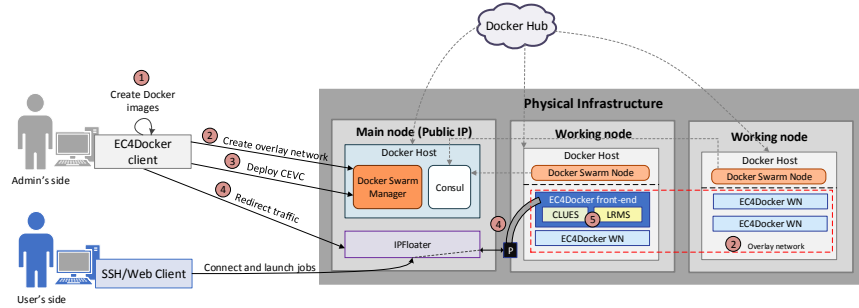 Docker Hub
1
Create Docker
images
Physical Infrastructure
Main node (Public IP)
Working node
Working node
EC4Docker
client
2
Create overlay network
3
Deploy CEVC
4
Redirect traffic
Admin's side
Docker Host
Docker Swarm
Manager
Consul
Docker Host
Docker Swarm Node
EC4Docker front-end
CLUES
5
LRMS
EC4Docker WN
Docker Host
Docker Swarm Node
EC4Docker WN
EC4Docker WN
2
Overlay network
4
P
IPFloater
SSH/Web Client
Connect and launch jobs
User's side